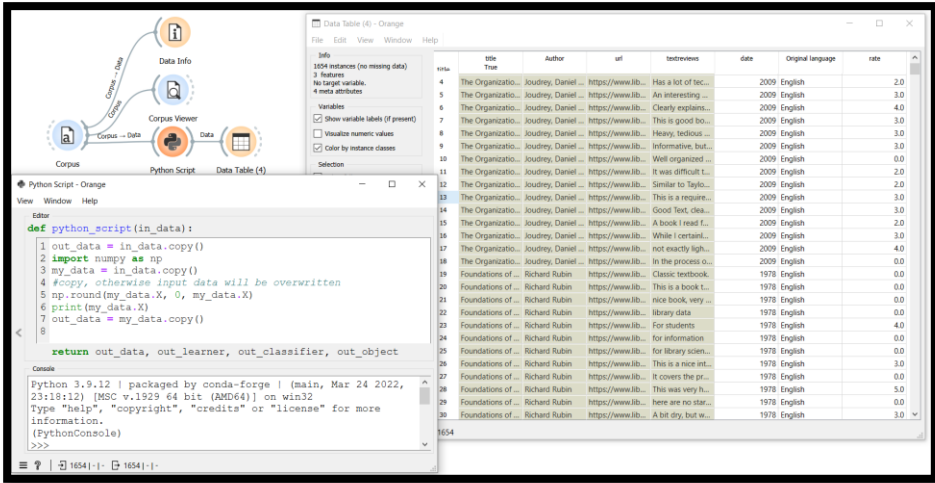 Data Info
Corpus → Data
Corpus
Corpus Viewer
Corpus → Data
Data
Corpus
Python Script
Data Table (4)
Data Table (4) - Orange
File Edit View Window Help
Info
1654 instances (no missing data)
3 features
No target variable.
4 meta attributes
Variables
Show variable labels (if present)
Visualize numeric values
Color by instance classes
Selection
title Author url textreviews date Original language rate
True
4 The Organizatio... Joudrey, Daniel ... https://www.lib... Has a lot of tec... 2009 English 2.0
5 The Organizatio... Joudrey, Daniel ... https://www.lib... An interesting ... 2009 English 3.0
6 The Organizatio... Joudrey, Daniel ... https://www.lib... Clearly explains... 2009 English 4.0
7 The Organizatio... Joudrey, Daniel ... https://www.lib... This is good bo... 2009 English 3.0
8 The Organizatio... Joudrey, Daniel ... https://www.lib... Heavy, tedious ... 2009 English 3.0
9 The Organizatio... Joudrey, Daniel ... https://www.lib... Informative, but... 2009 English 3.0
10 The Organizatio... Joudrey, Daniel ... https://www.lib... Well organized ... 2009 English 0.0
11 The Organizatio... Joudrey, Daniel ... https://www.lib... It was difficult t... 2009 English 2.0
12 The Organizatio... Joudrey, Daniel ... https://www.lib... Similar to Taylo... 2009 English 2.0
13 The Organizatio... Joudrey, Daniel ... https://www.lib... This is a require... 2009 English 3.0
14 The Organizatio... Joudrey, Daniel ... https://www.lib... Good Text, clea... 2009 English 3.0
15 The Organizatio... Joudrey, Daniel ... https://www.lib... A book I read f... 2009 English 2.0
16 The Organizatio... Joudrey, Daniel ... https://www.lib... While I certainl... 2009 English 3.0
17 The Organizatio... Joudrey, Daniel ... https://www.lib... not exactly ligh... 2009 English 4.0
18 The Organizatio... Joudrey, Daniel ... https://www.lib... In the process o... 2009 English 0.0
19 Foundations of ... Richard Rubin https://www.lib... Classic textbook. 1978 English 0.0
20 Foundations of ... Richard Rubin https://www.lib... This is a book t... 1978 English 0.0
21 Foundations of ... Richard Rubin https://www.lib... nice book, very ... 1978 English 0.0
22 Foundations of ... Richard Rubin https://www.lib... library data 1978 English 0.0
23 Foundations of ... Richard Rubin https://www.lib... For students 1978 English 4.0
24 Foundations of ... Richard Rubin https://www.lib... for information 1978 English 0.0
25 Foundations of ... Richard Rubin https://www.lib... for library scien... 1978 English 0.0
26 Foundations of ... Richard Rubin https://www.lib... This is a nice int... 1978 English 3.0
27 Foundations of ... Richard Rubin https://www.lib... It covers the pr... 1978 English 0.0
28 Foundations of ... Richard Rubin https://www.lib... This was very h... 1978 English 5.0
29 Foundations of ... Richard Rubin https://www.lib... here are no star... 1978 English 0.0
30 Foundations of ... Richard Rubin https://www.lib... A bit dry, but w... 1978 English 3.0
1654
Python Script - Orange
View Window Help
Editor
def python_script(in_data):
1 out_data = in_data.copy()
2 import numpy as np
3 my_data = in_data.copy()
4 #copy, otherwise input data will be overwritten
5 np.round(my_data.X, 0, my_data.X)
6 print(my_data.X)
7 out_data = my_data.copy()
8
return out_data, out_learner, out_classifier, out_object
Console
Python 3.9.12 | packaged by conda-forge | (main, Mar 24 2022,
23:18:12) [MSC v.1929 64 bit (AMD64)] on win32
Type "help", "copyright", "credits" or "license" for more
information.
(PythonConsole)
>>>
1654|-|- 1654|-|-